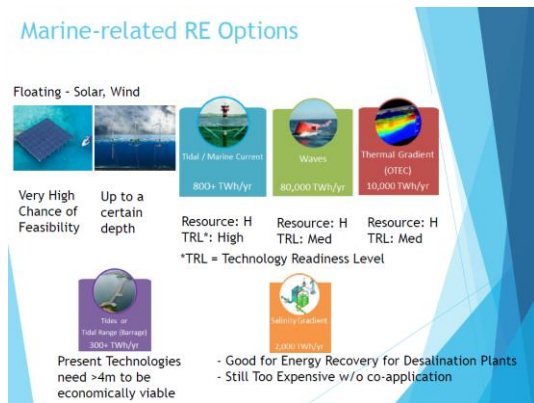 Marine-related RE Options
Floating - Solar, Wind
Very High
Chance of
Feasibility
Up to a
certain
depth
Tidal / Marine Current
800+ TWh/yr
Resource: H
TRL*: High
Waves
80,000 TWh/yr
Resource: H
TRL: Med
Thermal Gradient
(OTEC)
10,000 TWh/yr
Resource: H
TRL: Med
*TRL = Technology Readiness Level
Tides or
Tidal Range (Barrage)
300+ TWh/yr
Present Technologies
need >4m to be
economically viable
Salinity Gradient
2,000 TWh/yr
- Good for Energy Recovery for Desalination Plants
- Still Too Expensive w/o co-application